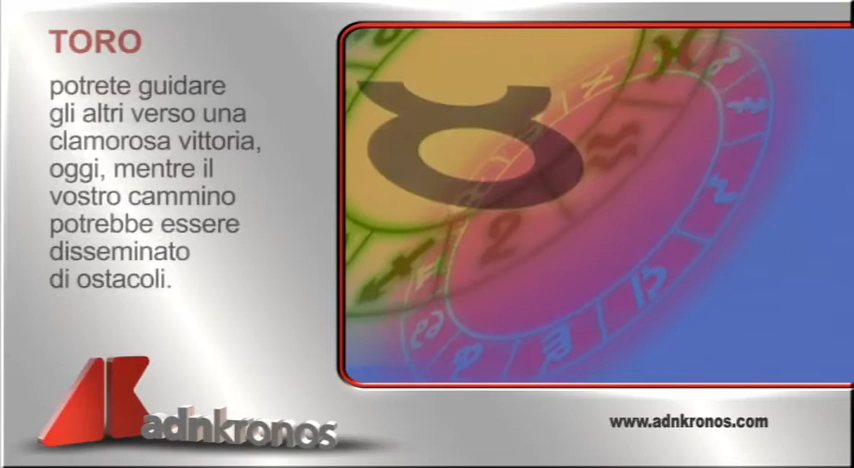 TORO
potrete guidare
gli altri verso una
clamorosa vittoria,
oggi, mentre il
vostro cammino
potrebbe essere
disseminato
di ostacoli.
adnkronos
www.adnkronos.com